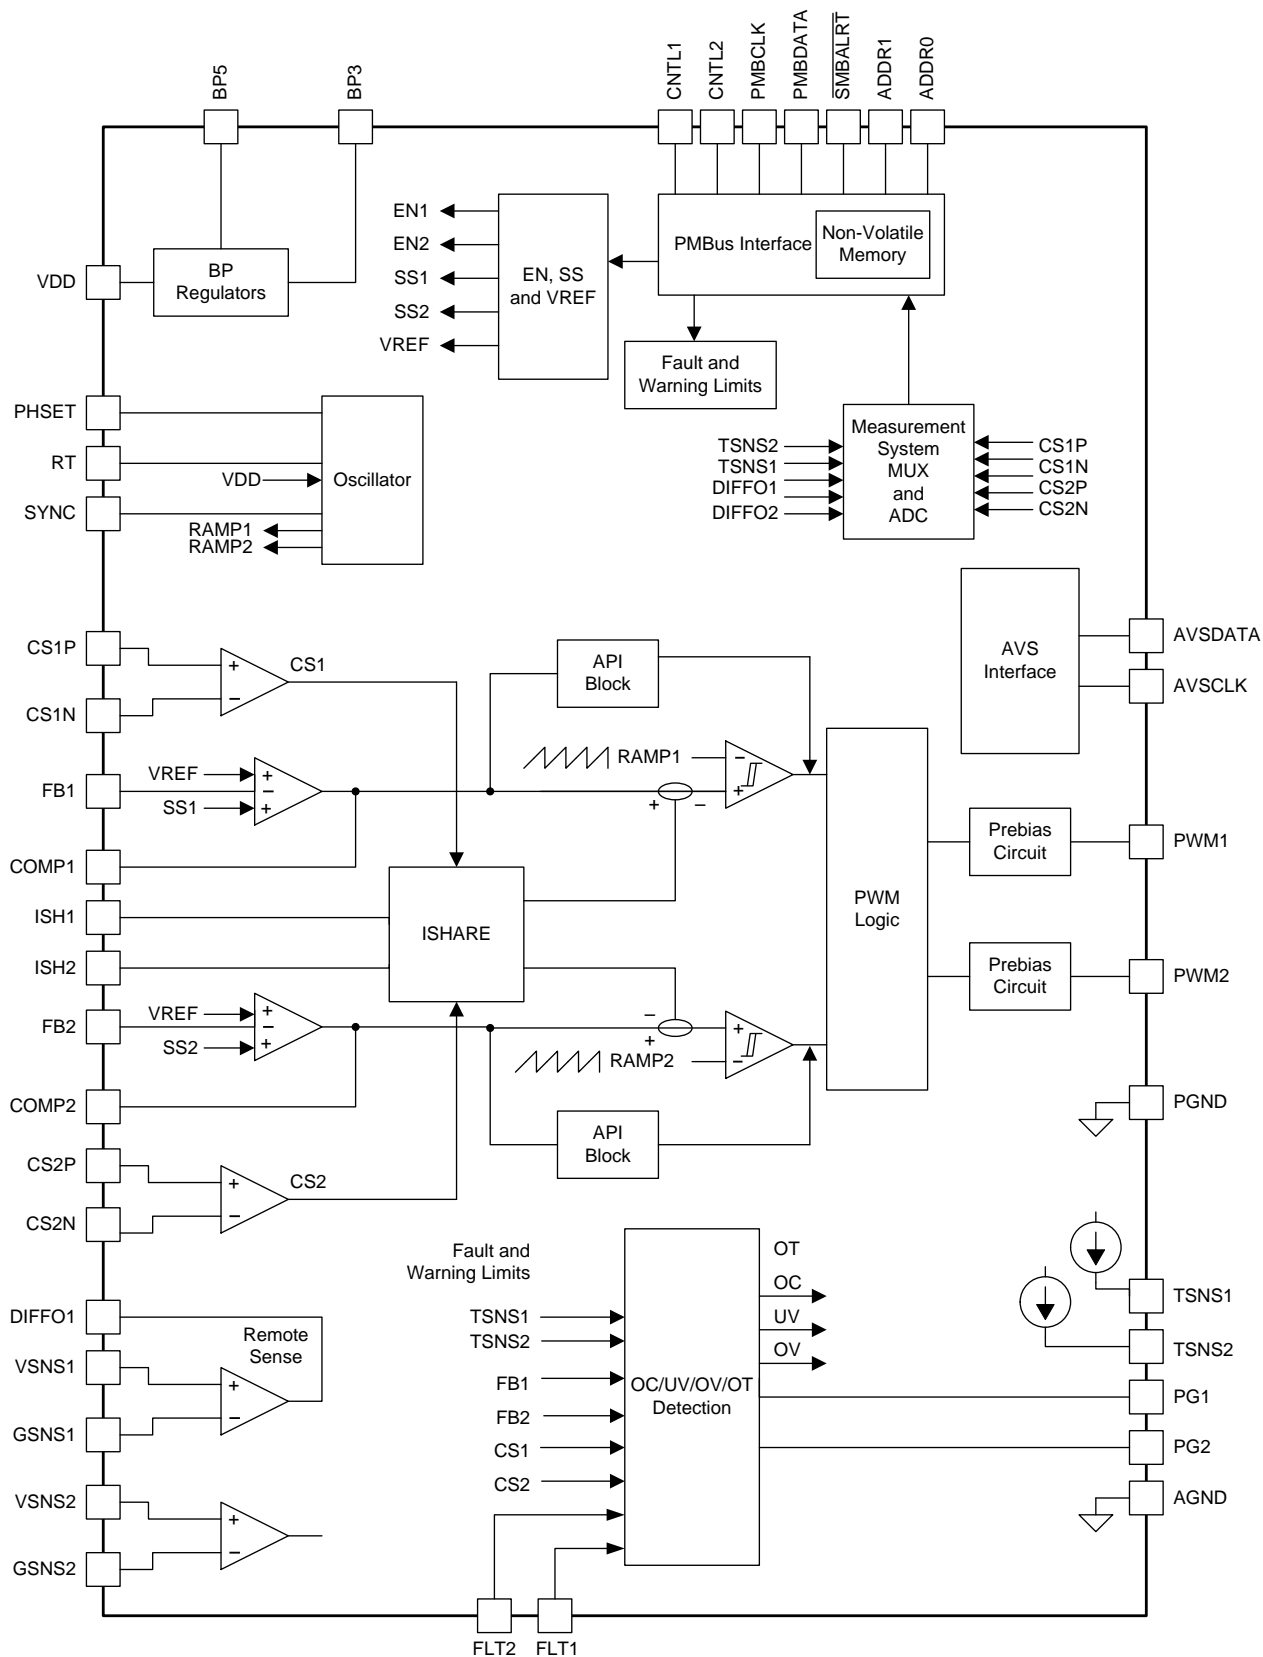 BP5
BP3
CNTL1
CNTL2
PMBCLK
PMBDATA
SMBALRT
ADDR1
ADDR0
VDD
BP
Regulators
EN1
EN2
SS1
SS2
VREF
EN, SS
and VREF
PMBus Interface
Non-Volatile
Memory
Fault and
Warning Limits
PHSET
RT
SYNC
VDD
RAMP1
RAMP2
Oscillator
TSNS2
TSNS1
DIFFO1
DIFFO2
Measurement
System
MUX
and
ADC
CS1P
CS1N
CS2P
CS2N
AVS
Interface
AVSDATA
AVSCLK
CS1P
CS1N
+
−
CS1
API
Block
FB1
VREF
SS1
+
−
+
RAMP1
−
+
+
−
COMP1
ISH1
ISH2
ISHARE
PWM
Logic
Prebias
Circuit
PWM1
Prebias
Circuit
PWM2
FB2
VREF
SS2
+
−
+
−
+
+
−
RAMP2
COMP2
API
Block
PGND
CS2P
CS2N
+
−
CS2
Fault and
Warning Limits
TSNS1
TSNS2
FB1
FB2
CS1
CS2
OC/UV/OV/OT
Detection
OT
OC
UV
OV
TSNS1
TSNS2
PG1
PG2
AGND
DIFFO1
VSNS1
GSNS1
Remote
Sense
+
−
VSNS2
GSNS2
+
−
FLT2
FLT1